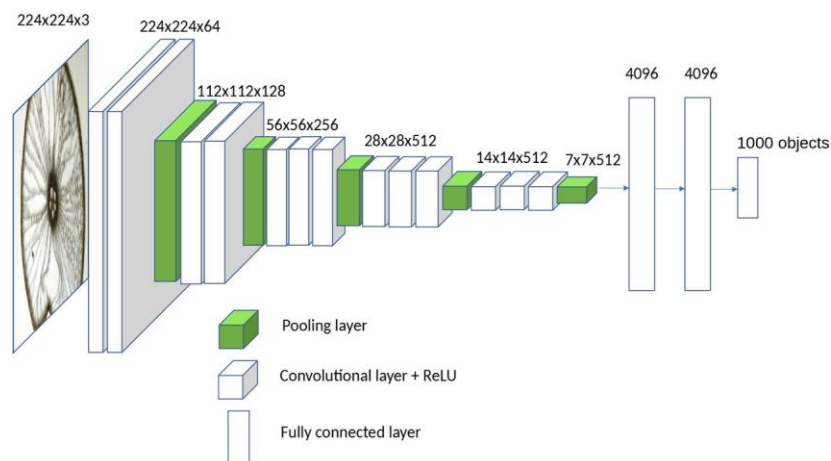 224x224x3
224x224x64
112x112x128
56x56x256
28x28x512
14x14x512
7x7x512
4096
4096
1000 objects
Pooling layer
Convolutional layer + ReLU
Fully connected layer